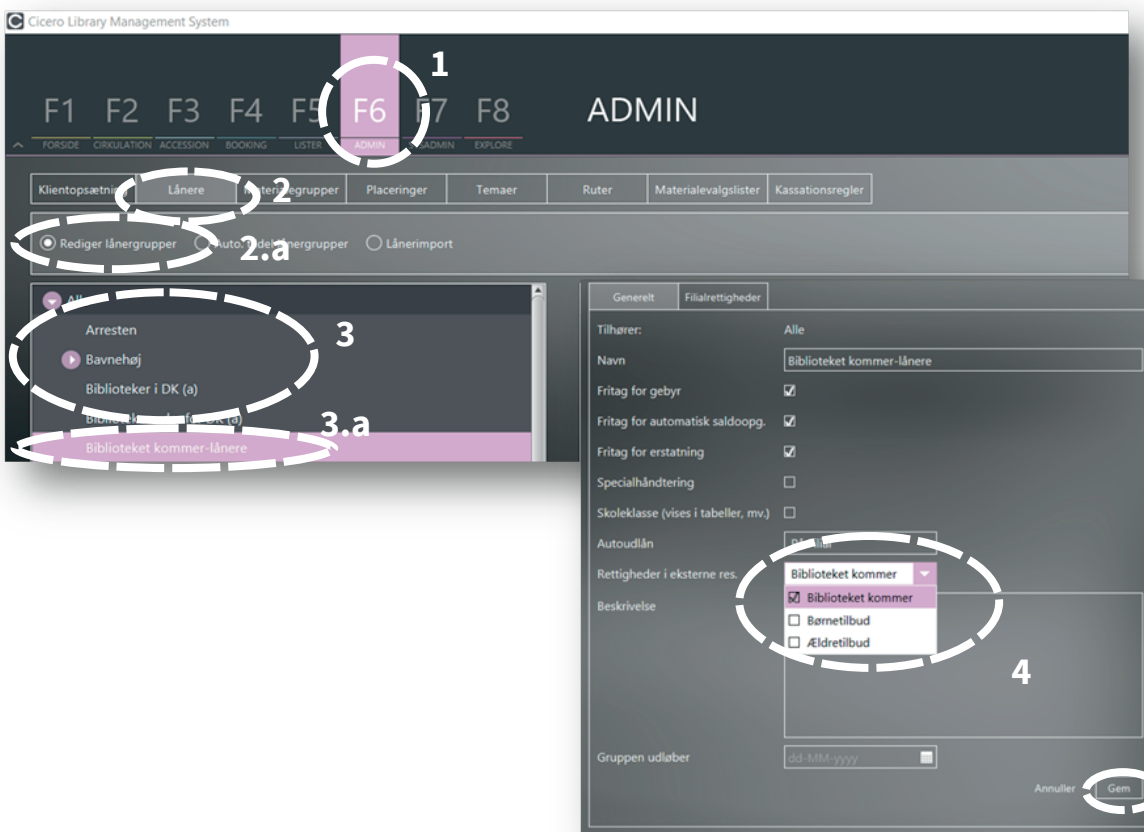 Cicero Library Management System
1
F1 F2 F3 F4 F5 F6 F7 F8 ADMIN
FORSIDE CIRKULATION ACCESSION BOOKING LISTER ADMIN EXPLORE
Klientopsætning Lånere 2 Materialegrupper Placeringer Temaer Ruter Materialevalgslister Kassationsregler
Rediger lånergrupper 2.a Lånerimport
Alle
Arresten
3
Bavnehøj
Biblioteker i DK (a)
3.a
Biblioteket kommer-lånere
Generelt Filialrettigheder
Tilhører: Alle
Navn Biblioteket kommer-lånere
Fritag for gebyr
Fritag for automatisk saldoopg.
Fritag for erstatning
Specialhåndtering
Skoleklasse (vises i tabeller, mv.)
Autoudlån
Rettigheder i eksterne res. Biblioteket kommer
Biblioteket kommer
Beskrivelse
Børnetilbud
Ældretilbud
4
Gruppen udløber dd-MM-yyyy
Annuller Gem